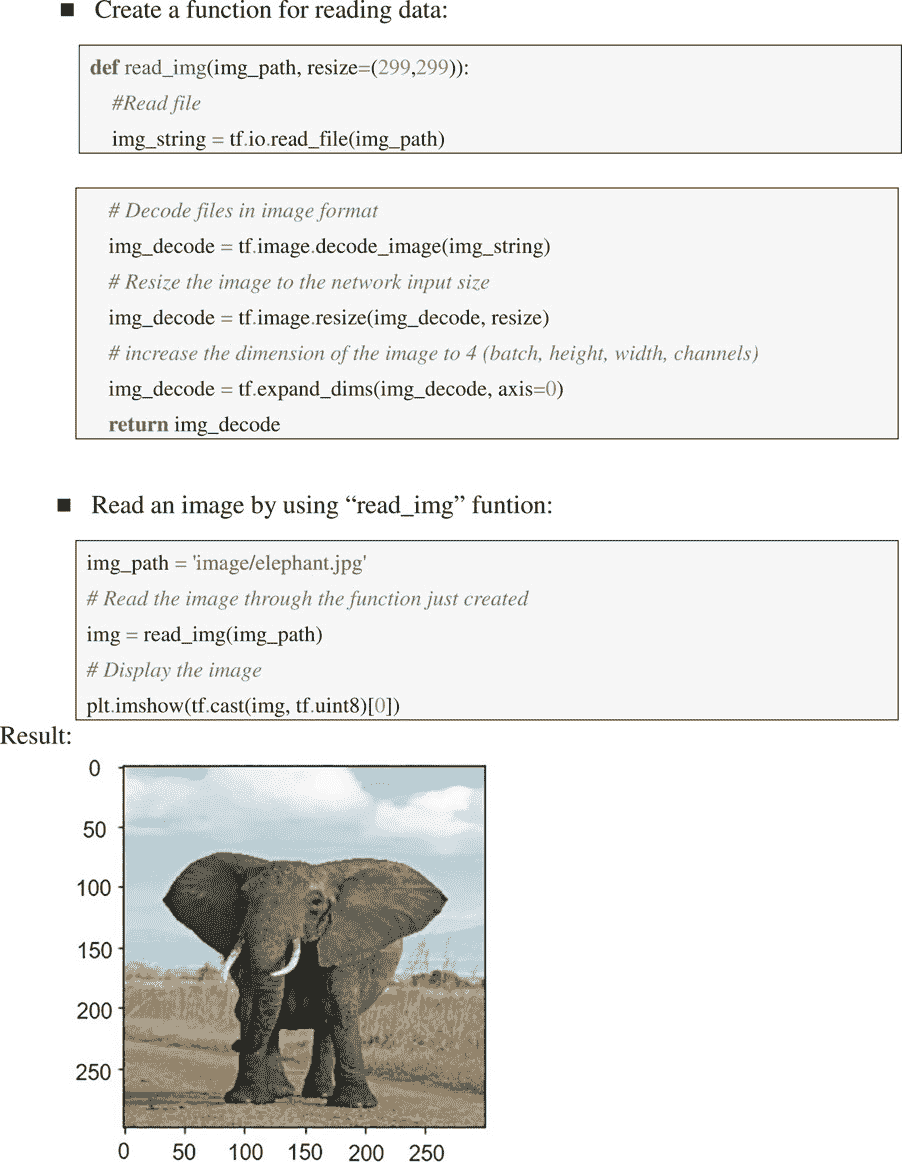 ■ Create a function for reading data:
def read_img(img_path, resize=(299,299)):
#Read file
img_string = tf.io.read_file(img_path)
# Decode files in image format
img_decode = tf.image.decode_image(img_string)
# Resize the image to the network input size
img_decode = tf.image.resize(img_decode, resize)
# increase the dimension of the image to 4 (batch, height, width, channels)
img_decode = tf.expand_dims(img_decode, axis=0)
return img_decode
■ Read an image by using “read_img” funtion:
img_path = 'image/elephant.jpg'
# Read the image through the function just created
img = read_img(img_path)
# Display the image
plt.imshow(tf.cast(img, tf.uint8)[0])
Result:
0
50
100
150
200
250
0 50 100 150 200 250